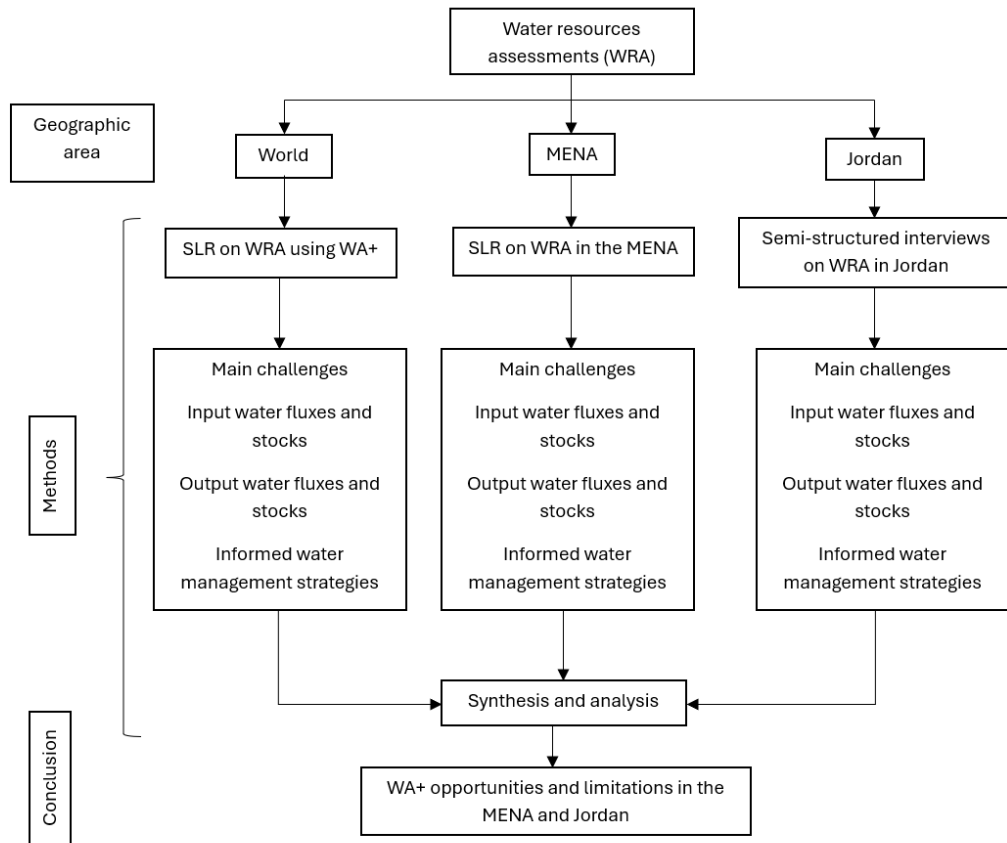 Water resources
assessments (WRA)
Geographic
area
World
MENA
Jordan
SLR on WRA using WA+
SLR on WRA in the MENA
Semi-structured interviews
on WRA in Jordan
Methods
Main challenges
Input water fluxes and
stocks
Output water fluxes and
stocks
Informed water
management strategies
Main challenges
Input water fluxes and
stocks
Output water fluxes and
stocks
Informed water
management strategies
Main challenges
Input water fluxes and
stocks
Output water fluxes and
stocks
Informed water
management strategies
Synthesis and analysis
Conclusion
WA+ opportunities and limitations in the
MENA and Jordan